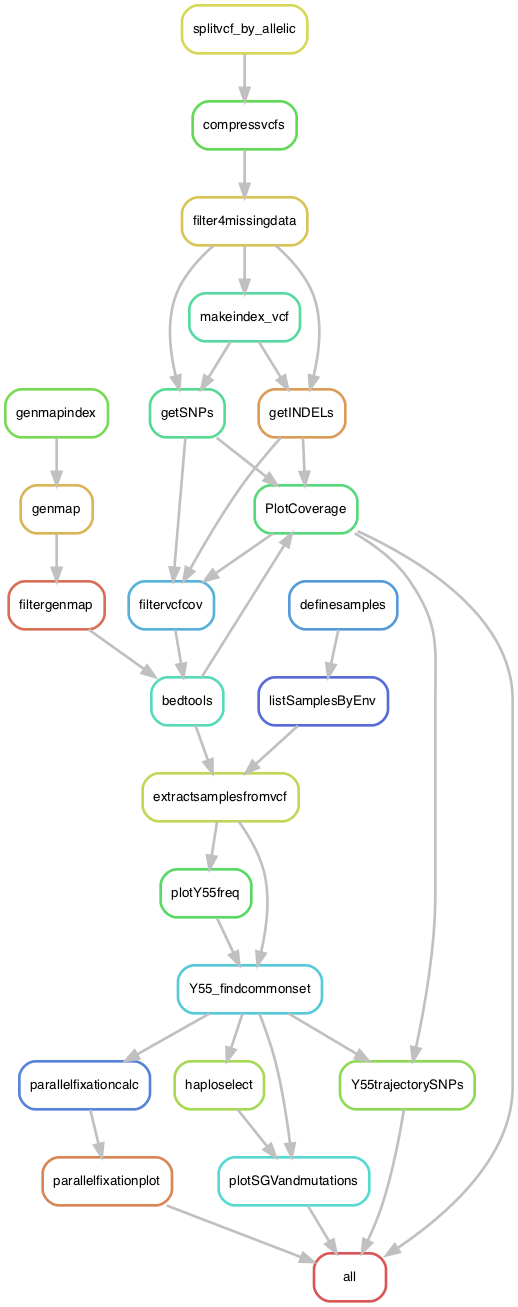 splitvcf_by_allelic
compressvcfs
filter4missingdata
makeindex_vcf
genmapindex
getSNPs
getINDELs
genmap
PlotCoverage
filtergenmap
filtervcfcov
definesamples
bedtools
listSamplesByEnv
extractsamplesfromvcf
plotY55freq
Y55_findcommonset
parallelfixationcalc
haploselect
Y55trajectorySNPs
parallelfixationplot
plotSGVandmutations
all